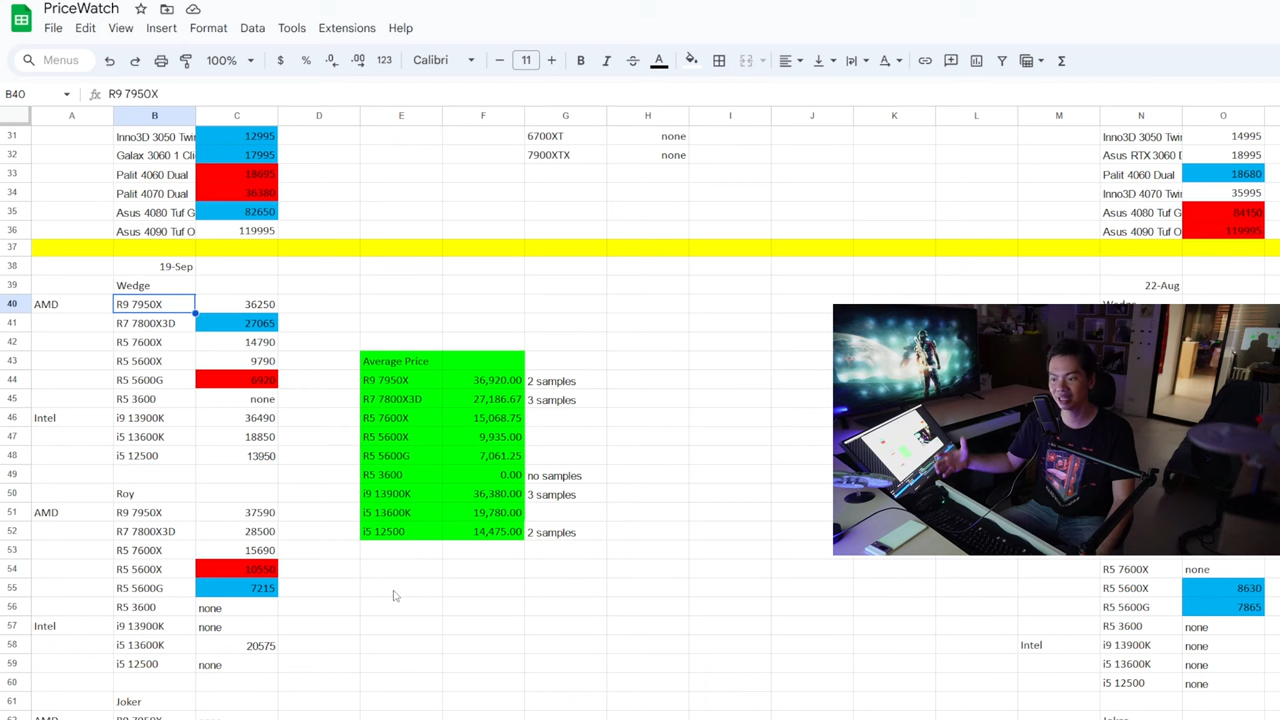 PriceWatch
File Edit View Insert Format Data Tools Extensions Help
Menus 100% $ % .0 .00 123 Calibri 11 B I A
B40 fx R9 7950X
A B C D E F G H I J K L M N O
31 Inno3D 3050 Twi 12995 6700XT none Inno3D 3050 Twi 14995
32 Galax 3060 1 Cli 17995 7900XTX none Asus RTX 3060 D 18995
33 Palit 4060 Dual 18695 Palit 4060 Dual 18680
34 Palit 4070 Dual 36380 Inno3D 4070 Twi 35995
35 Asus 4080 Tuf G 82650 Asus 4080 Tuf G 84150
36 Asus 4090 Tuf O 119995 Asus 4090 Tuf O 119995
37
38 19-Sep
39 Wedge 22-Aug
40 AMD R9 7950X 36250
41 R7 7800X3D 27065
42 R5 7600X 14790
43 R5 5600X 9790 Average Price
44 R5 5600G 6920 R9 7950X 36,920.00 2 samples
45 R5 3600 none R7 7800X3D 27,186.67 3 samples
46 Intel i9 13900K 36490 R5 7600X 15,068.75
47 i5 13600K 18850 R5 5600X 9,935.00
48 i5 12500 13950 R5 5600G 7,061.25
49 R5 3600 0.00 no samples
50 Roy i9 13900K 36,380.00 3 samples
51 AMD R9 7950X 37590 i5 13600K 19,780.00
52 R7 7800X3D 28500 i5 12500 14,475.00 2 samples
53 R5 7600X 15690
54 R5 5600X 10550 R5 7600X none
55 R5 5600G 7215 R5 5600X 8630
56 R5 3600 none R5 5600G 7865
57 Intel i9 13900K none R5 3600 none
58 i5 13600K 20575 Intel i9 13900K none
59 i5 12500 none i5 13600K none
60 i5 12500 none
61 Joker